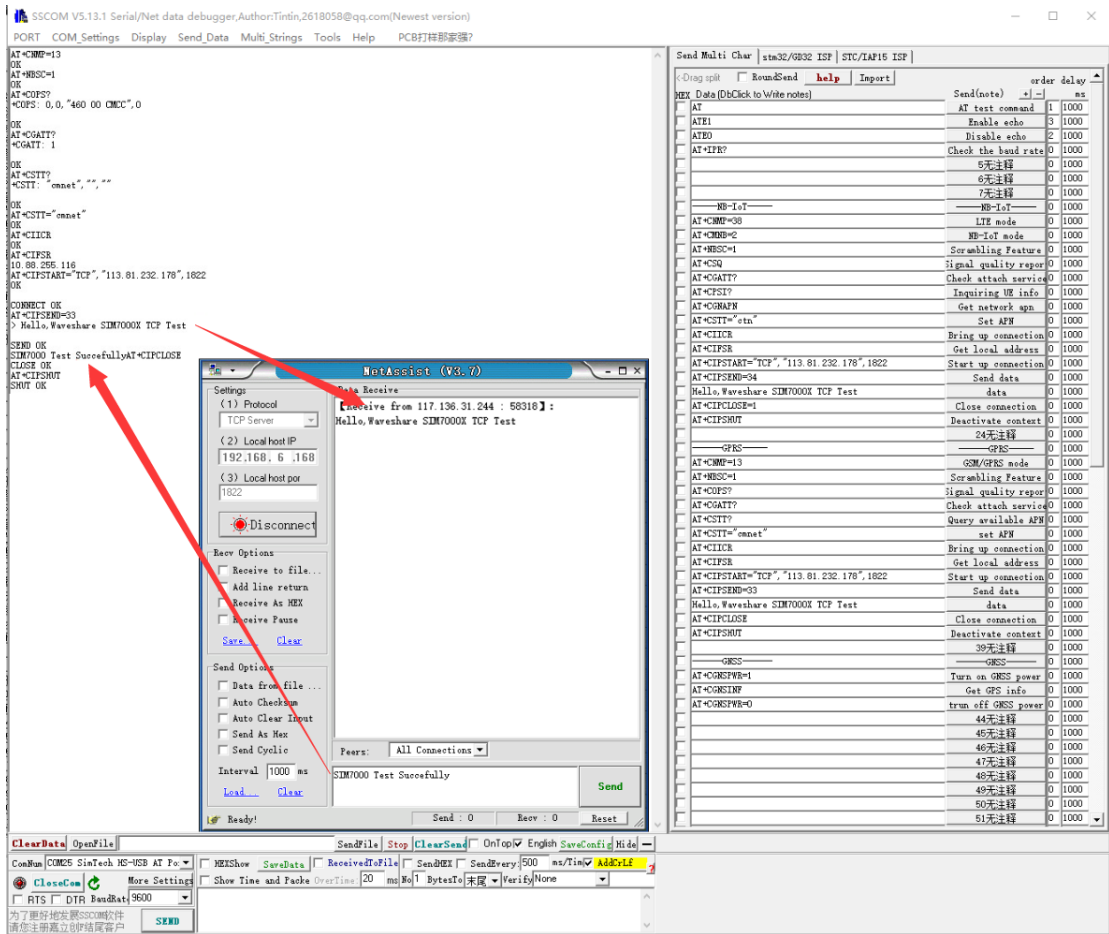 SSCOM V5.13.1 Serial/Net data debugger,Author:Tintin,2618058@qq.com(Newest version)
PORT COM_Settings Display Send_Data Multi_Strings Tools Help PCB打样那家强?
AT+CNMP=13
OK
AT+NBSC=1
OK
AT+COPS?
+COPS: 0,0,"460 00 CMCC",0
OK
AT+CGATT?
+CGATT: 1
OK
AT+CSTT?
+CSTT: "cmnet","",""
OK
AT+CSTT="cmnet"
OK
AT+CIICR
OK
AT+CIFSR
10.88.255.116
AT+CIPSTART="TCP","113.81.232.178",1822
OK
CONNECT OK
AT+CIPSEND=33
> Hello,Waveshare SIM7000X TCP Test
SEND OK
SIM7000 Test SuccefullyAT+CIPCLOSE
CLOSE OK
AT+CIPSHUT
SHUT OK
NetAssist (V3.7)
Settings
(1) Protocol
TCP Server
(2) Local host IP
192.168. 6 .168
(3) Local host por
1822
Disconnect
Recv Options
Receive to file...
Add line return
Receive As HEX
Receive Pause
Save... Clear
Send Options
Data from file ...
Auto Checksum
Auto Clear Input
Send As Hex
Send Cyclic
Interval 1000 ms
Load... Clear
Data Receive
【Receive from 117.136.31.244 : 58318】:
Hello,Waveshare SIM7000X TCP Test
Peers: All Connections
SIM7000 Test Succefully
Send
Ready! Send : 0 Recv : 0 Reset
Send Multi Char stm32/GD32 ISP STC/IAP15 ISP
<-Drag split RoundSend help Import order delay
HEX Data(DbClick to Write notes) Send(note) + - ms
AT AT test command 1 1000
ATE1 Enable echo 3 1000
ATE0 Disable echo 2 1000
AT+IPR? Check the baud rate 0 1000
5无注释 0 1000
6无注释 0 1000
7无注释 0 1000
——NB-IoT—— ——NB-IoT—— 0 1000
AT+CNMP=38 LTE mode 0 1000
AT+CMNB=2 NB-IoT mode 0 1000
AT+NBSC=1 Scrambling Feature 0 1000
AT+CSQ Signal quality repor 0 1000
AT+CGATT? Check attach service 0 1000
AT+CPSI? Inquiring UE info 0 1000
AT+CGNAPN Get network apn 0 1000
AT+CSTT="ctn" Set APN 0 1000
AT+CIICR Bring up connection 0 1000
AT+CIFSR Get local address 0 1000
AT+CIPSTART="TCP","113.81.232.178",1822 Start up connection 0 1000
AT+CIPSEND=34 Send data 0 1000
Hello,Waveshare SIM7000X TCP Test data 0 1000
AT+CIPCLOSE=1 Close connection 0 1000
AT+CIPSHUT Deactivate context 0 1000
24无注释 0 1000
——GPRS—— ——GPRS—— 0 1000
AT+CNMP=13 GSM/GPRS mode 0 1000
AT+NBSC=1 Scrambling Feature 0 1000
AT+COPS? Signal quality repor 0 1000
AT+CGATT? Check attach service 0 1000
AT+CSTT? Query available APN 0 1000
AT+CSTT="cmnet" set APN 0 1000
AT+CIICR Bring up connection 0 1000
AT+CIFSR Get local address 0 1000
AT+CIPSTART="TCP","113.81.232.178",1822 Start up connection 0 1000
AT+CIPSEND=33 Send data 0 1000
Hello,Waveshare SIM7000X TCP Test data 0 1000
AT+CIPCLOSE Close connection 0 1000
AT+CIPSHUT Deactivate context 0 1000
39无注释 0 1000
——GNSS—— ——GNSS—— 0 1000
AT+CGNSPWR=1 Turn on GNSS power 0 1000
AT+CGNSINF Get GPS info 0 1000
AT+CGNSPWR=0 trun off GNSS power 0 1000
44无注释 0 1000
45无注释 0 1000
46无注释 0 1000
47无注释 0 1000
48无注释 0 1000
49无注释 0 1000
50无注释 0 1000
51无注释 0 1000
ClearData OpenFile SendFile Stop ClearSend OnTop English SaveConfig Hide
ComNum COM25 SimTech HS-USB AT Po: HEXShow SaveData ReceivedToFile SendHEX SendEvery: 500 ms/Tim AddCrLf
CloseCom More Settings Show Time and Packe OverTime: 20 ms No 1 BytesTo 末尾 Verify None
RTS DTR BaudRat: 9600
为了更好地发展SSCOM软件
请您注册嘉立创F结尾客户
SEND